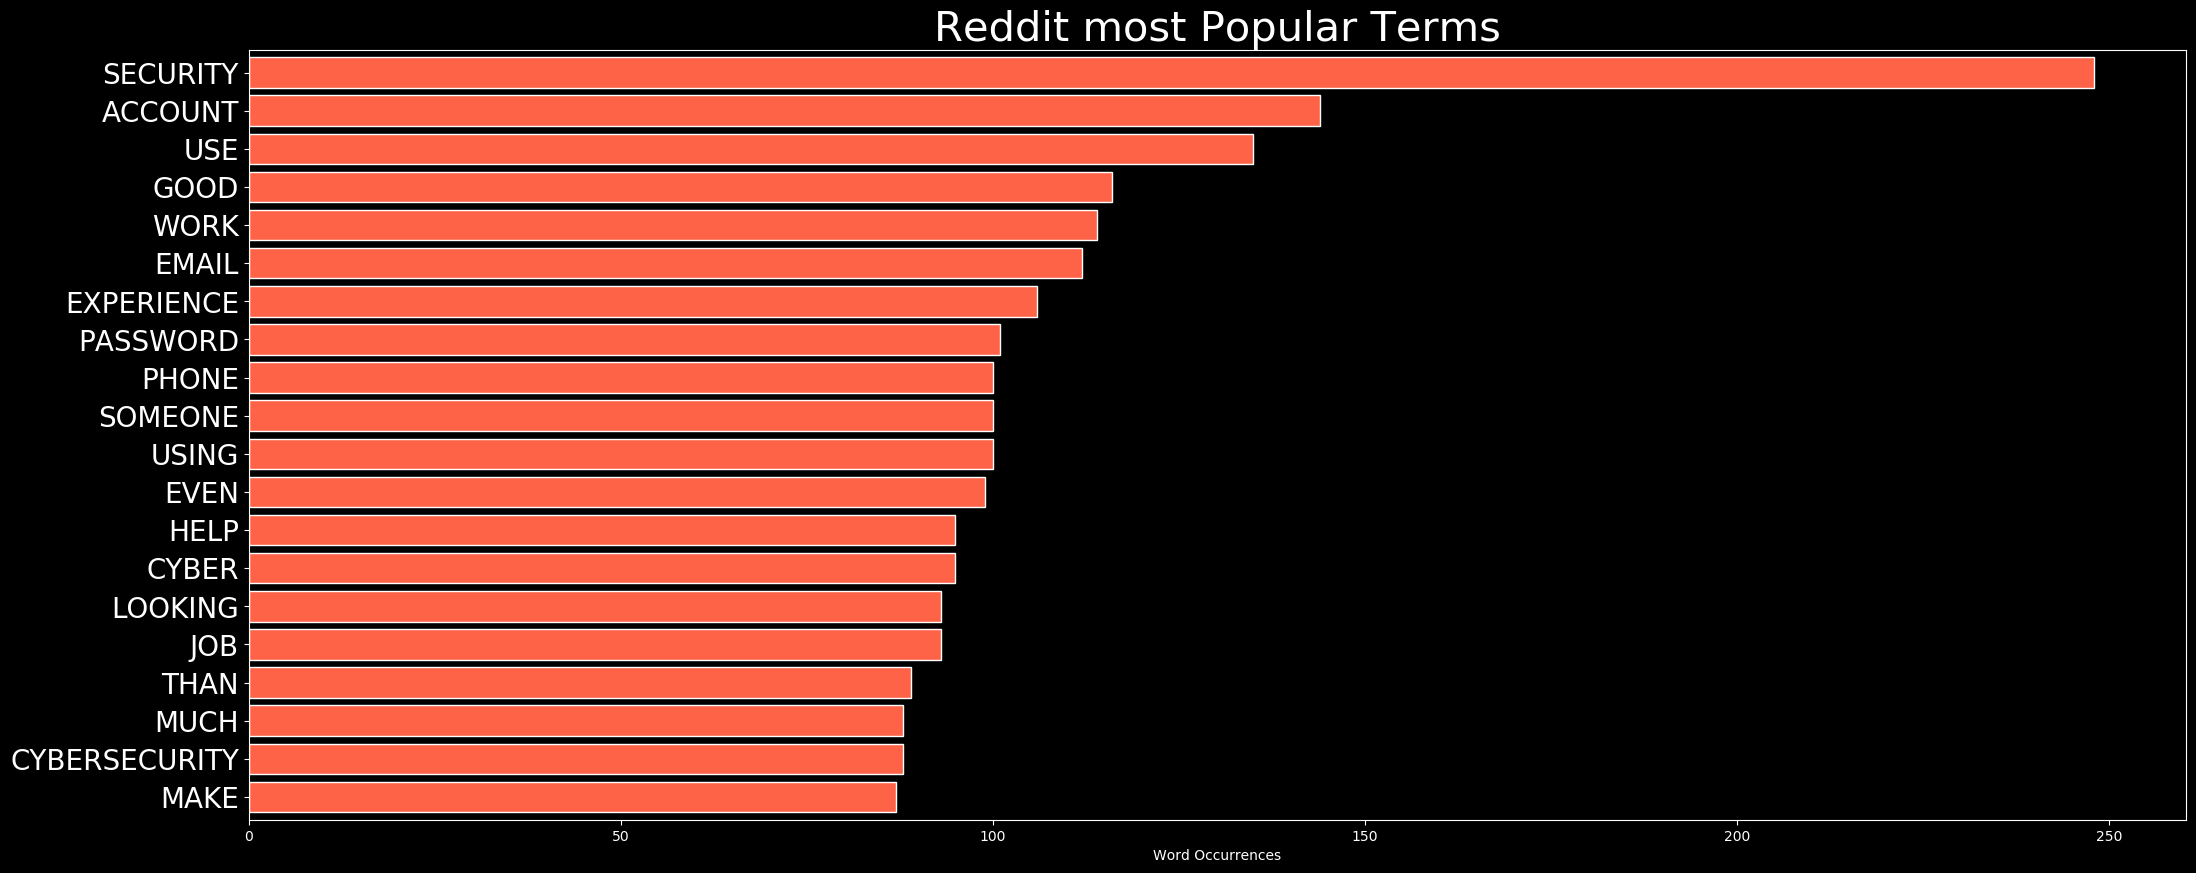 Reddit most Popular Terms
SECURITY
ACCOUNT
USE
GOOD
WORK
EMAIL
EXPERIENCE
PASSWORD
PHONE
SOMEONE
USING
EVEN
HELP
CYBER
LOOKING
JOB
THAN
MUCH
CYBERSECURITY
MAKE
0 50 100 150 200 250
Word Occurrences